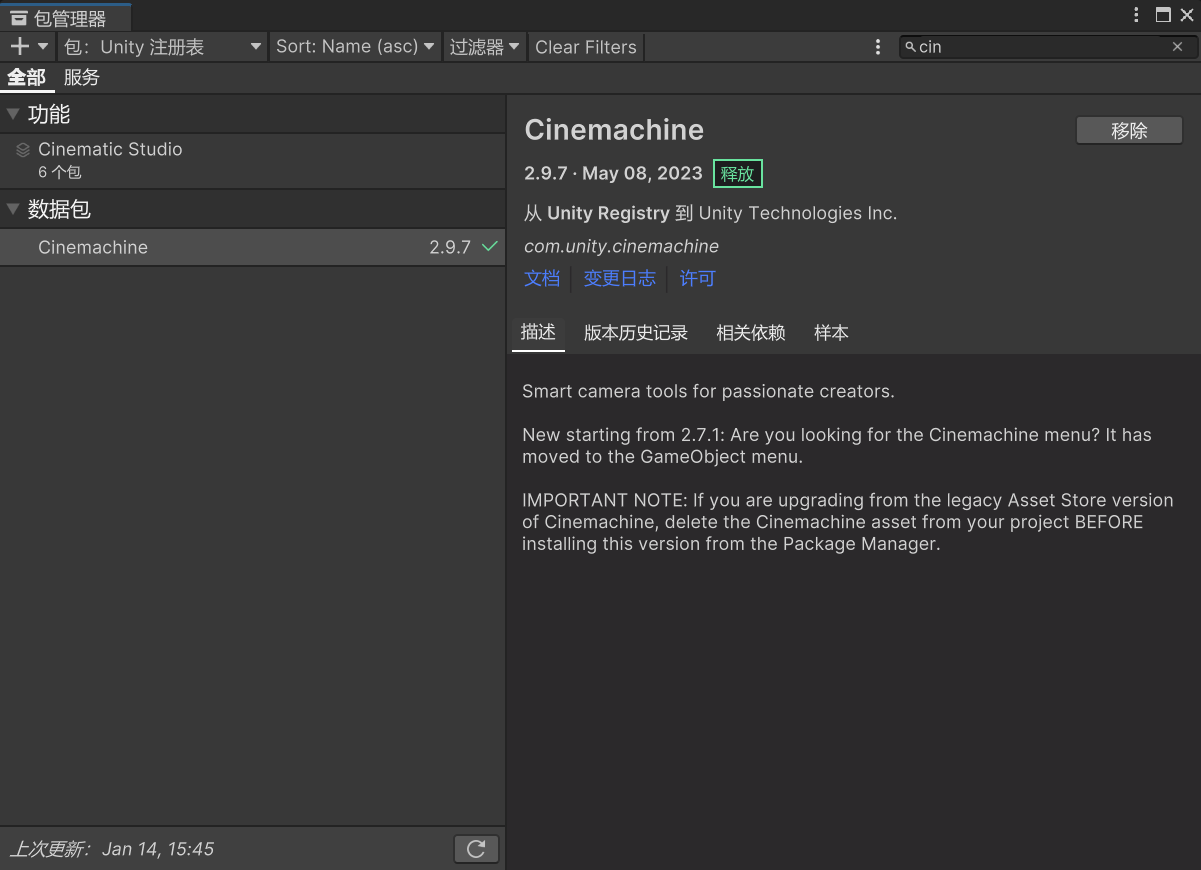 包管理器
包: Unity 注册表
Sort: Name (asc)
过滤器
Clear Filters
cin
全部
服务
功能
Cinematic Studio
6 个包
数据包
Cinemachine 2.9.7
上次更新: Jan 14, 15:45
Cinemachine
移除
2.9.7 · May 08, 2023 释放
从 Unity Registry 到 Unity Technologies Inc.
com.unity.cinemachine
文档
变更日志
许可
描述
版本历史记录
相关依赖
样本
Smart camera tools for passionate creators.
New starting from 2.7.1: Are you looking for the Cinemachine menu? It has
moved to the GameObject menu.
IMPORTANT NOTE: If you are upgrading from the legacy Asset Store version
of Cinemachine, delete the Cinemachine asset from your project BEFORE
installing this version from the Package Manager.